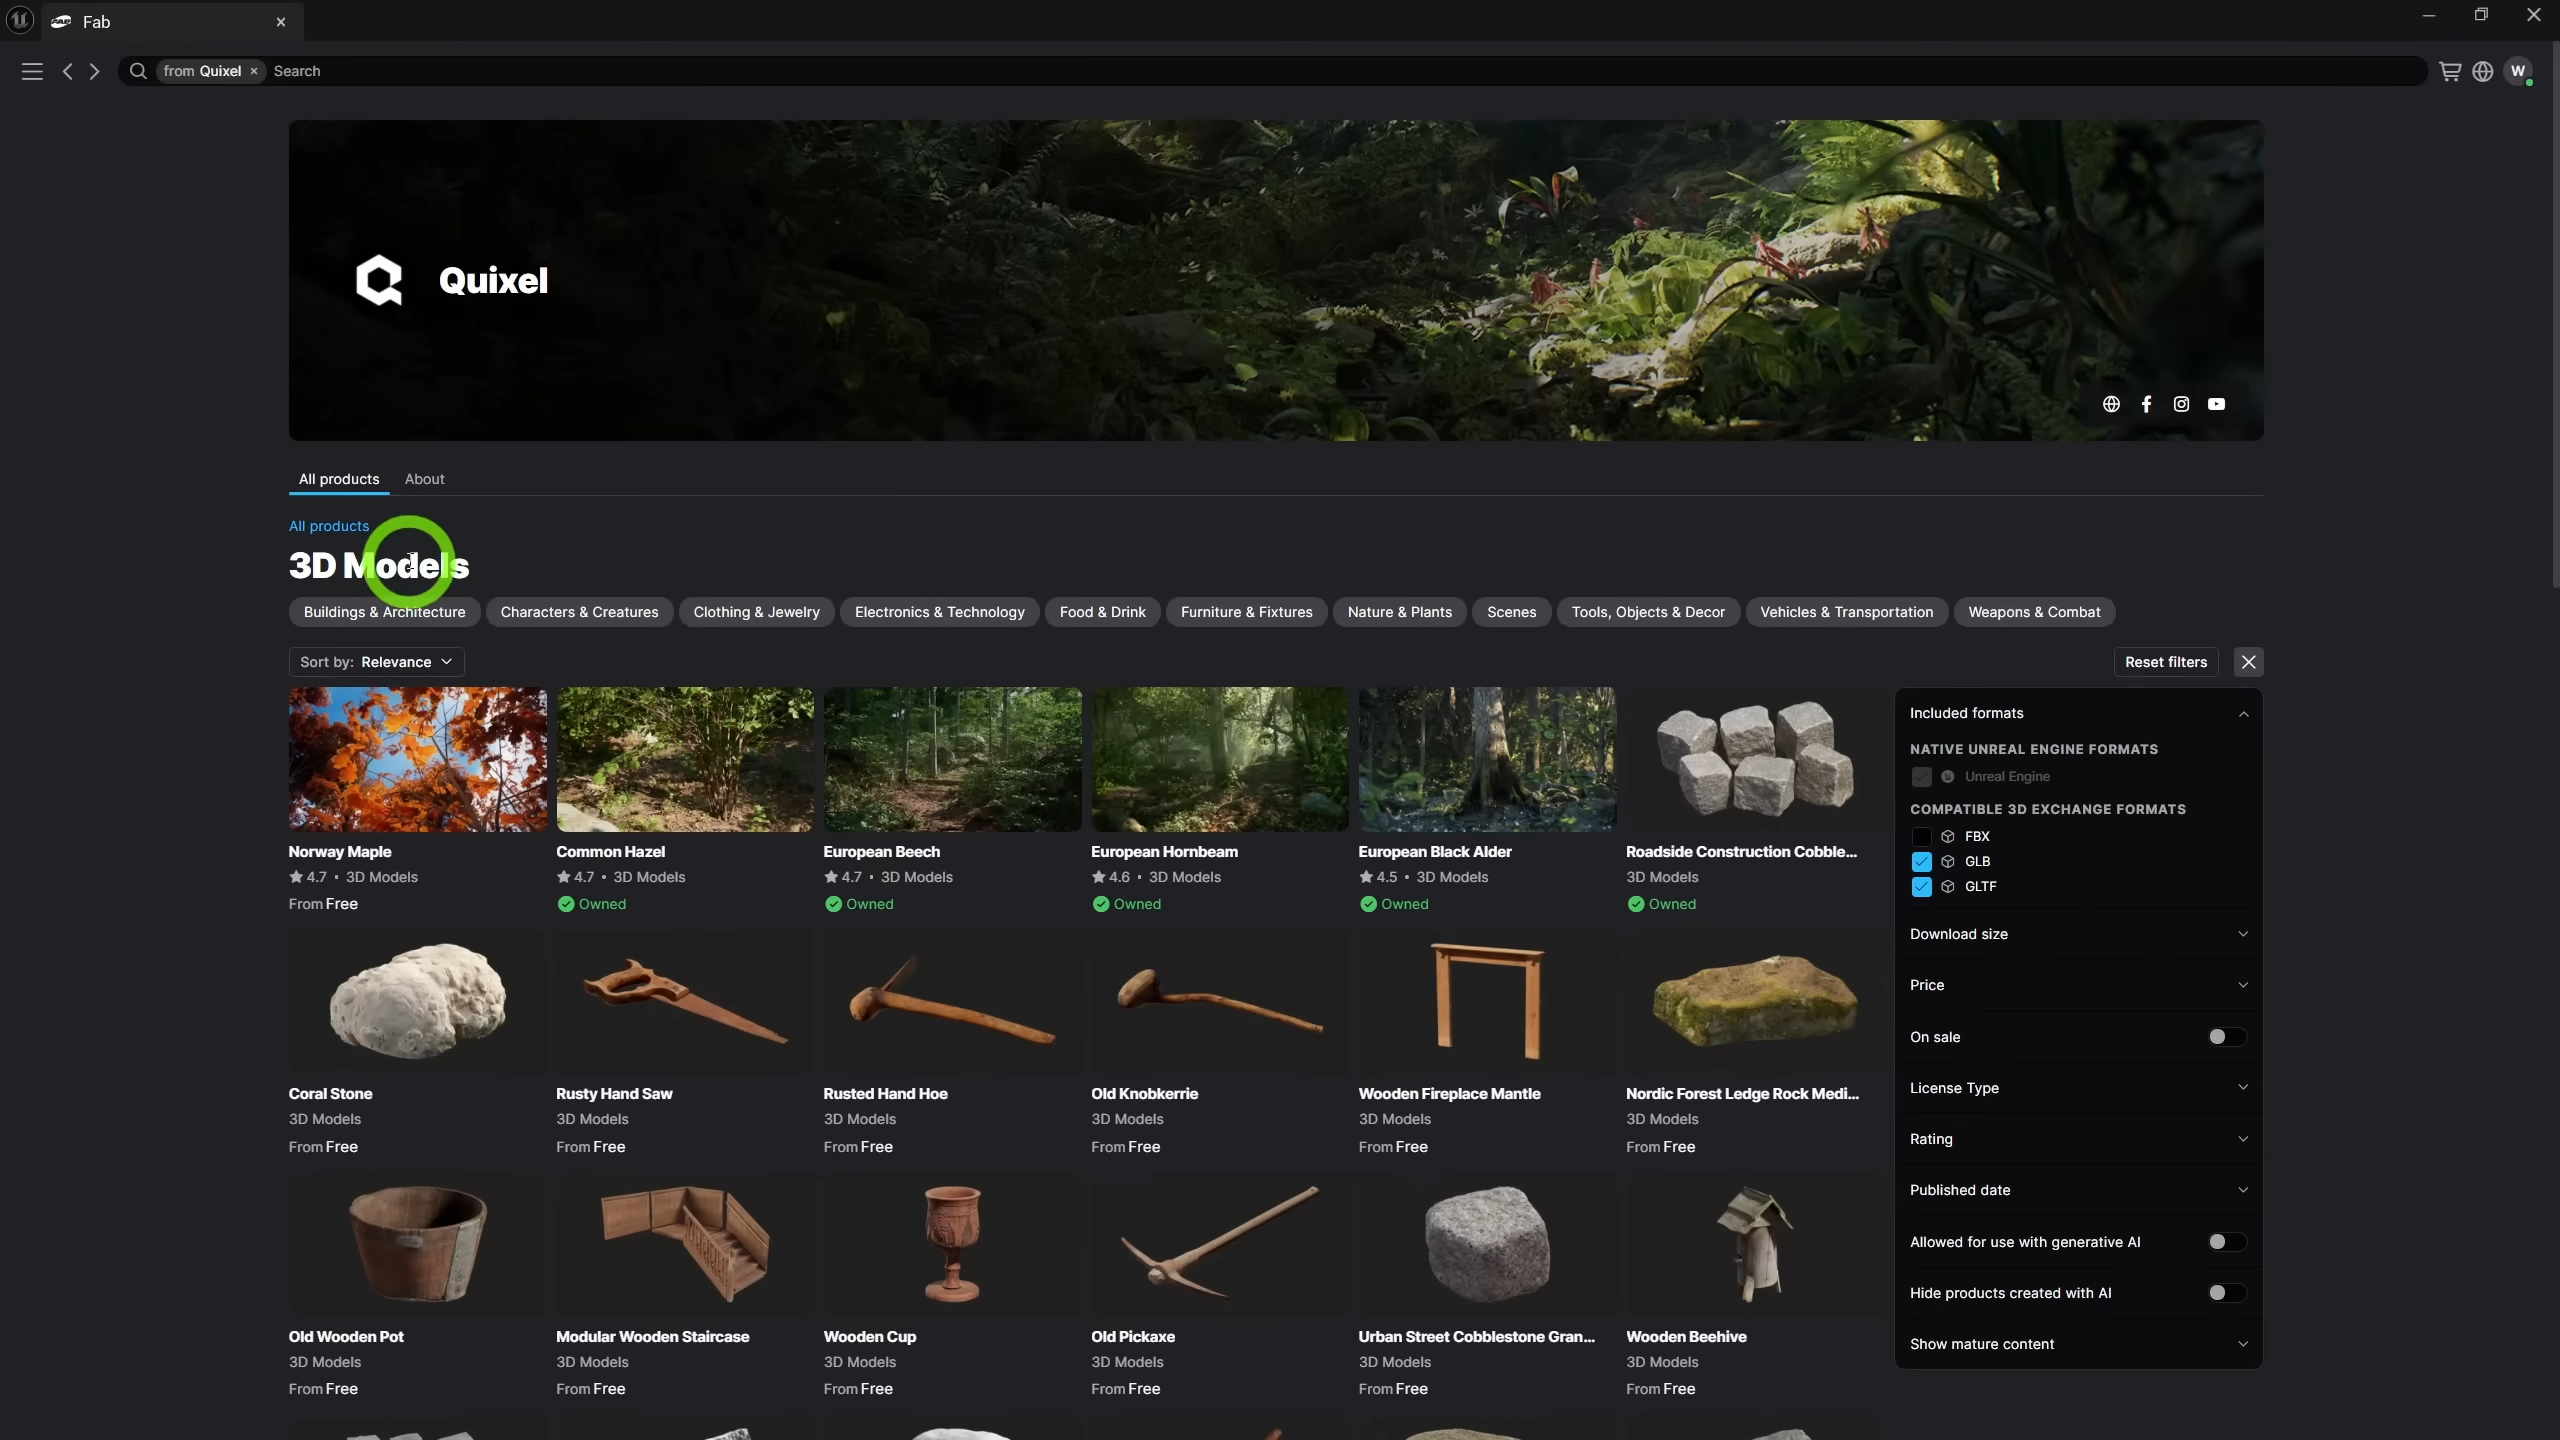 Fab
from Quixel × Search
W
Quixel
All products About
All products
3D Models
Buildings & Architecture Characters & Creatures Clothing & Jewelry Electronics & Technology Food & Drink Furniture & Fixtures Nature & Plants Scenes Tools, Objects & Decor Vehicles & Transportation Weapons & Combat
Sort by: Relevance
Reset filters
Norway Maple Common Hazel European Beech European Hornbeam European Black Alder Roadside Construction Cobble...
4.7 • 3D Models 4.7 • 3D Models 4.7 • 3D Models 4.6 • 3D Models 4.5 • 3D Models 3D Models
From Free Owned Owned Owned Owned Owned
Coral Stone Rusty Hand Saw Rusted Hand Hoe Old Knobkerrie Wooden Fireplace Mantle Nordic Forest Ledge Rock Medi...
3D Models 3D Models 3D Models 3D Models 3D Models 3D Models
From Free From Free From Free From Free From Free From Free
Old Wooden Pot Modular Wooden Staircase Wooden Cup Old Pickaxe Urban Street Cobblestone Gran... Wooden Beehive
3D Models 3D Models 3D Models 3D Models 3D Models 3D Models
From Free From Free From Free From Free From Free From Free
Included formats
NATIVE UNREAL ENGINE FORMATS
Unreal Engine
COMPATIBLE 3D EXCHANGE FORMATS
FBX
GLB
GLTF
Download size
Price
On sale
License Type
Rating
Published date
Allowed for use with generative AI
Hide products created with AI
Show mature content